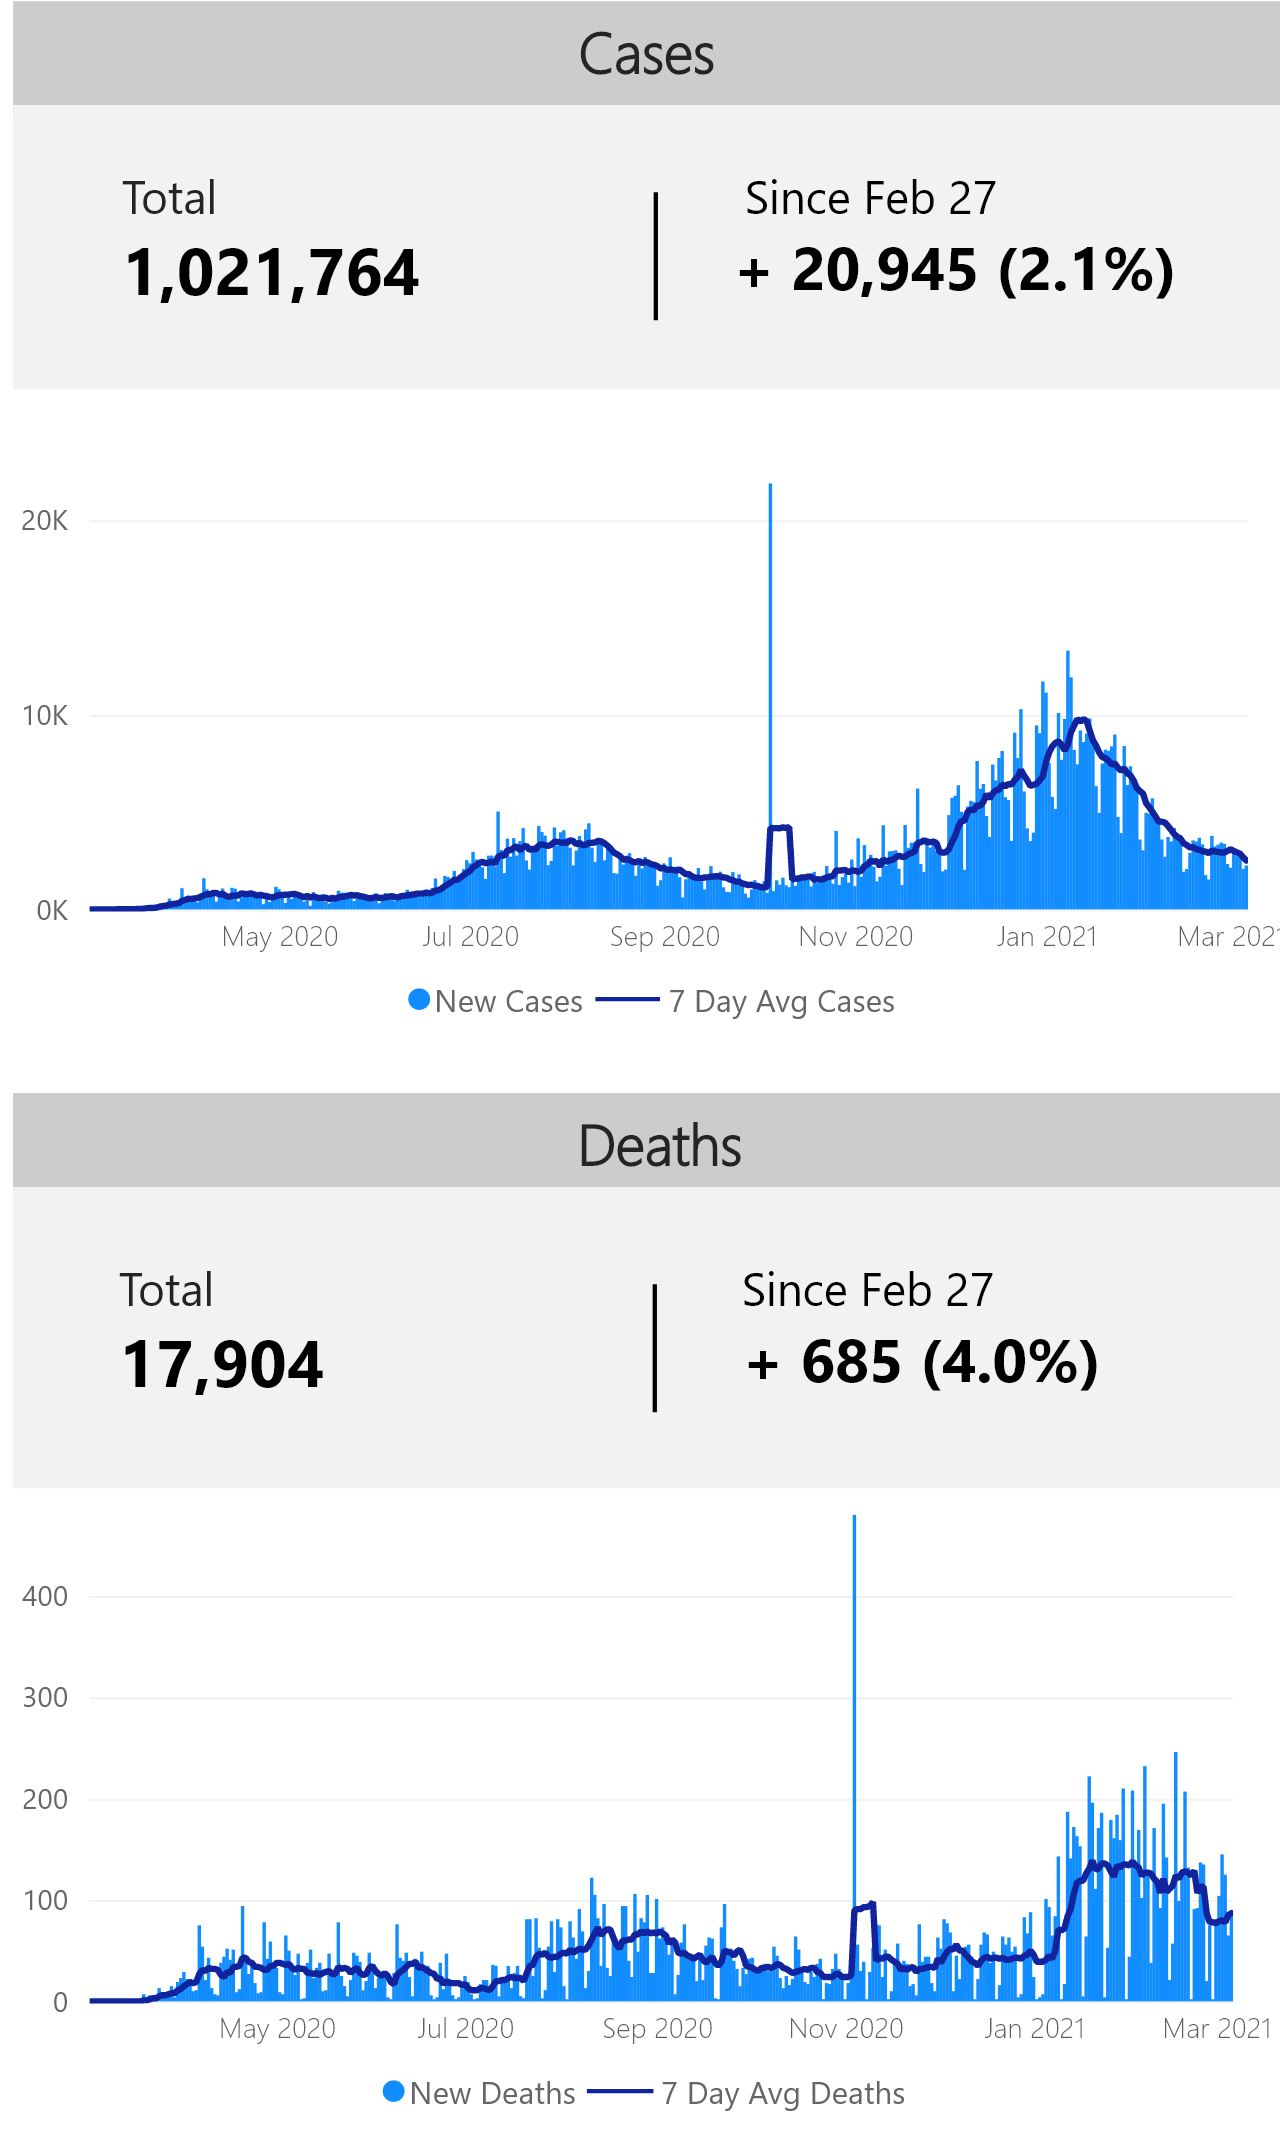 Cases
Total
Since Feb 27
1,021,764
+ 20,945 (2.1%)
20K
10K
0K
May 2020
Jul 2020
Sep 2020
Nov 2020
Jan 2021
Mar 2021
New Cases
7 Day Avg Cases
Deaths
Total
Since Feb 27
17,904
+ 685 (4.0%)
400
300
200
100
0
May 2020
Jul 2020
Sep 2020
Nov 2020
Jan 2021
Mar 2021
New Deaths
7 Day Avg Deaths